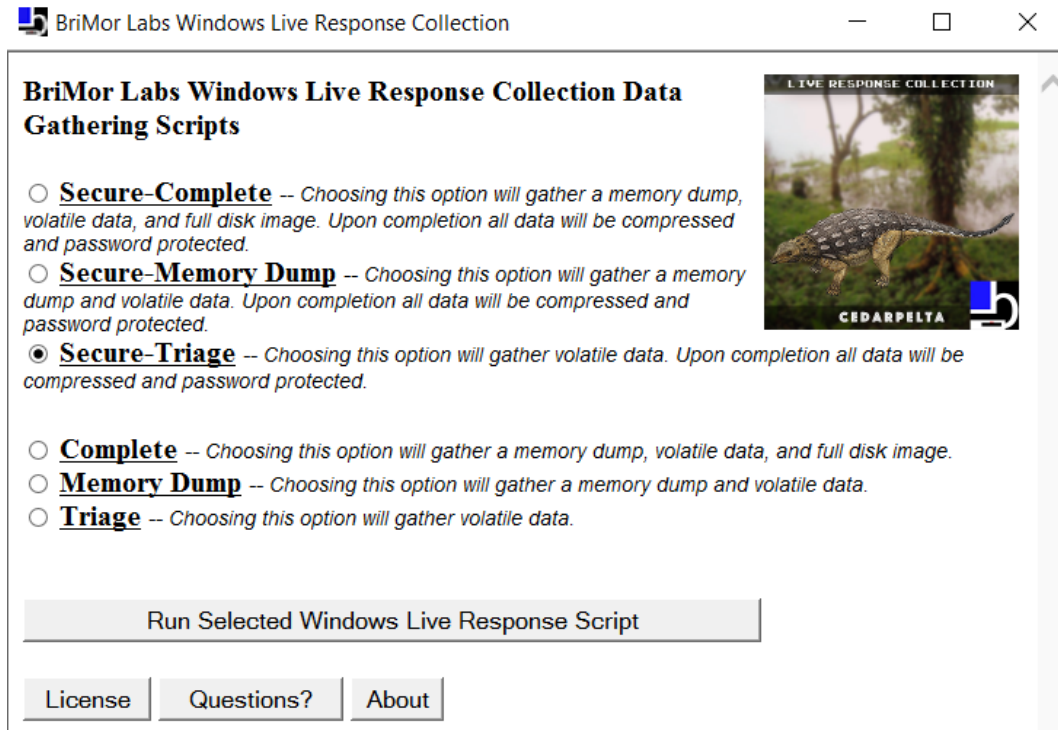 BriMor Labs Windows Live Response Collection
BriMor Labs Windows Live Response Collection Data
Gathering Scripts
LIVE RESPONSE COLLECTION
CEDARPELTA
Secure-Complete -- Choosing this option will gather a memory dump,
volatile data, and full disk image. Upon completion all data will be compressed
and password protected.
Secure-Memory Dump -- Choosing this option will gather a memory
dump and volatile data. Upon completion all data will be compressed and
password protected.
Secure-Triage -- Choosing this option will gather volatile data. Upon completion all data will be
compressed and password protected.
Complete -- Choosing this option will gather a memory dump, volatile data, and full disk image.
Memory Dump -- Choosing this option will gather a memory dump and volatile data.
Triage -- Choosing this option will gather volatile data.
Run Selected Windows Live Response Script
License Questions? About